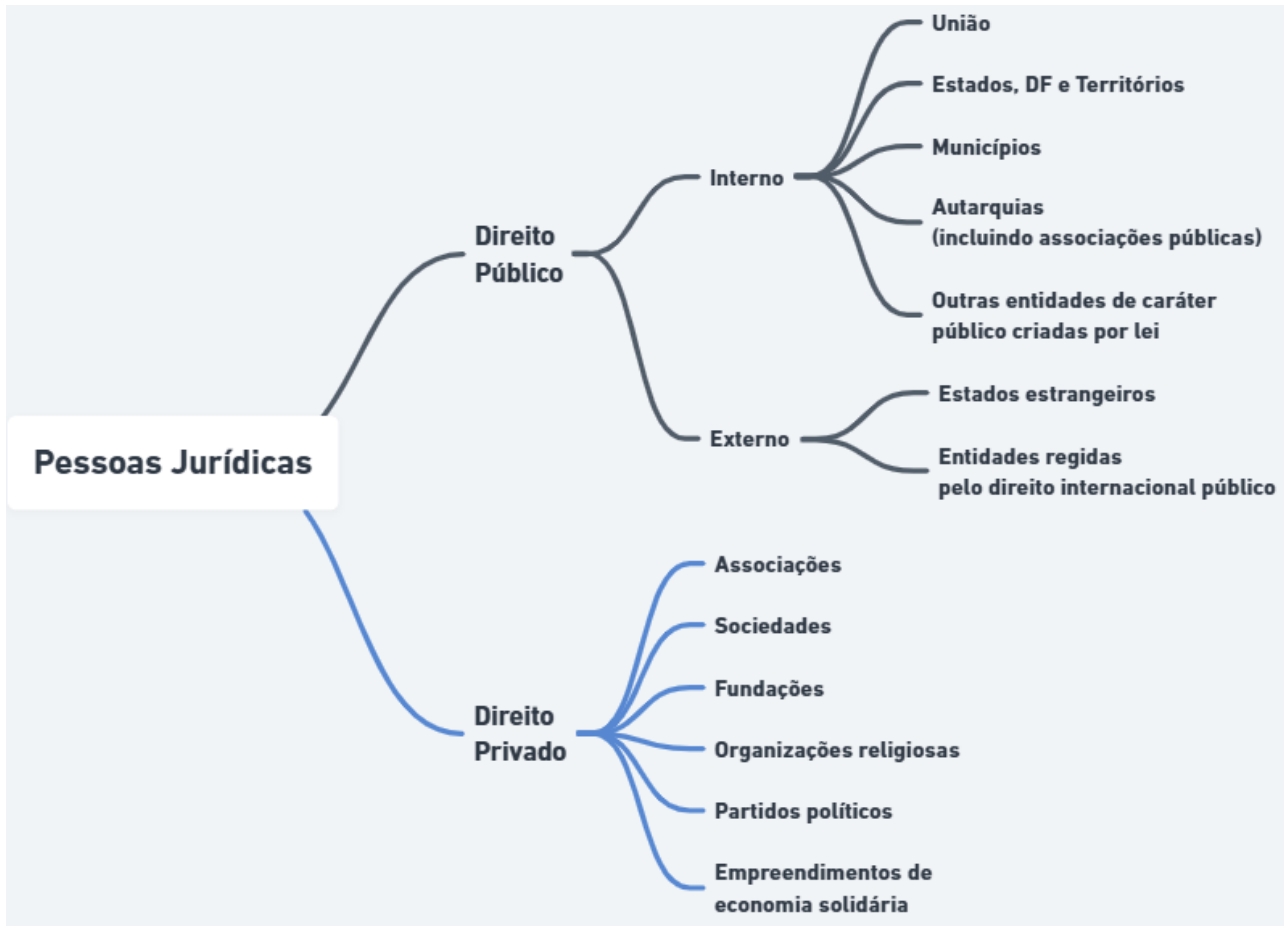 Pessoas Jurídicas
Direito
Público
Interno
União
Estados, DF e Territórios
Municípios
Autarquias
(incluindo associações públicas)
Outras entidades de caráter
público criadas por lei
Externo
Estados estrangeiros
Entidades regidas
pelo direito internacional público
Direito
Privado
Associações
Sociedades
Fundações
Organizações religiosas
Partidos políticos
Empreendimentos de
economia solidária